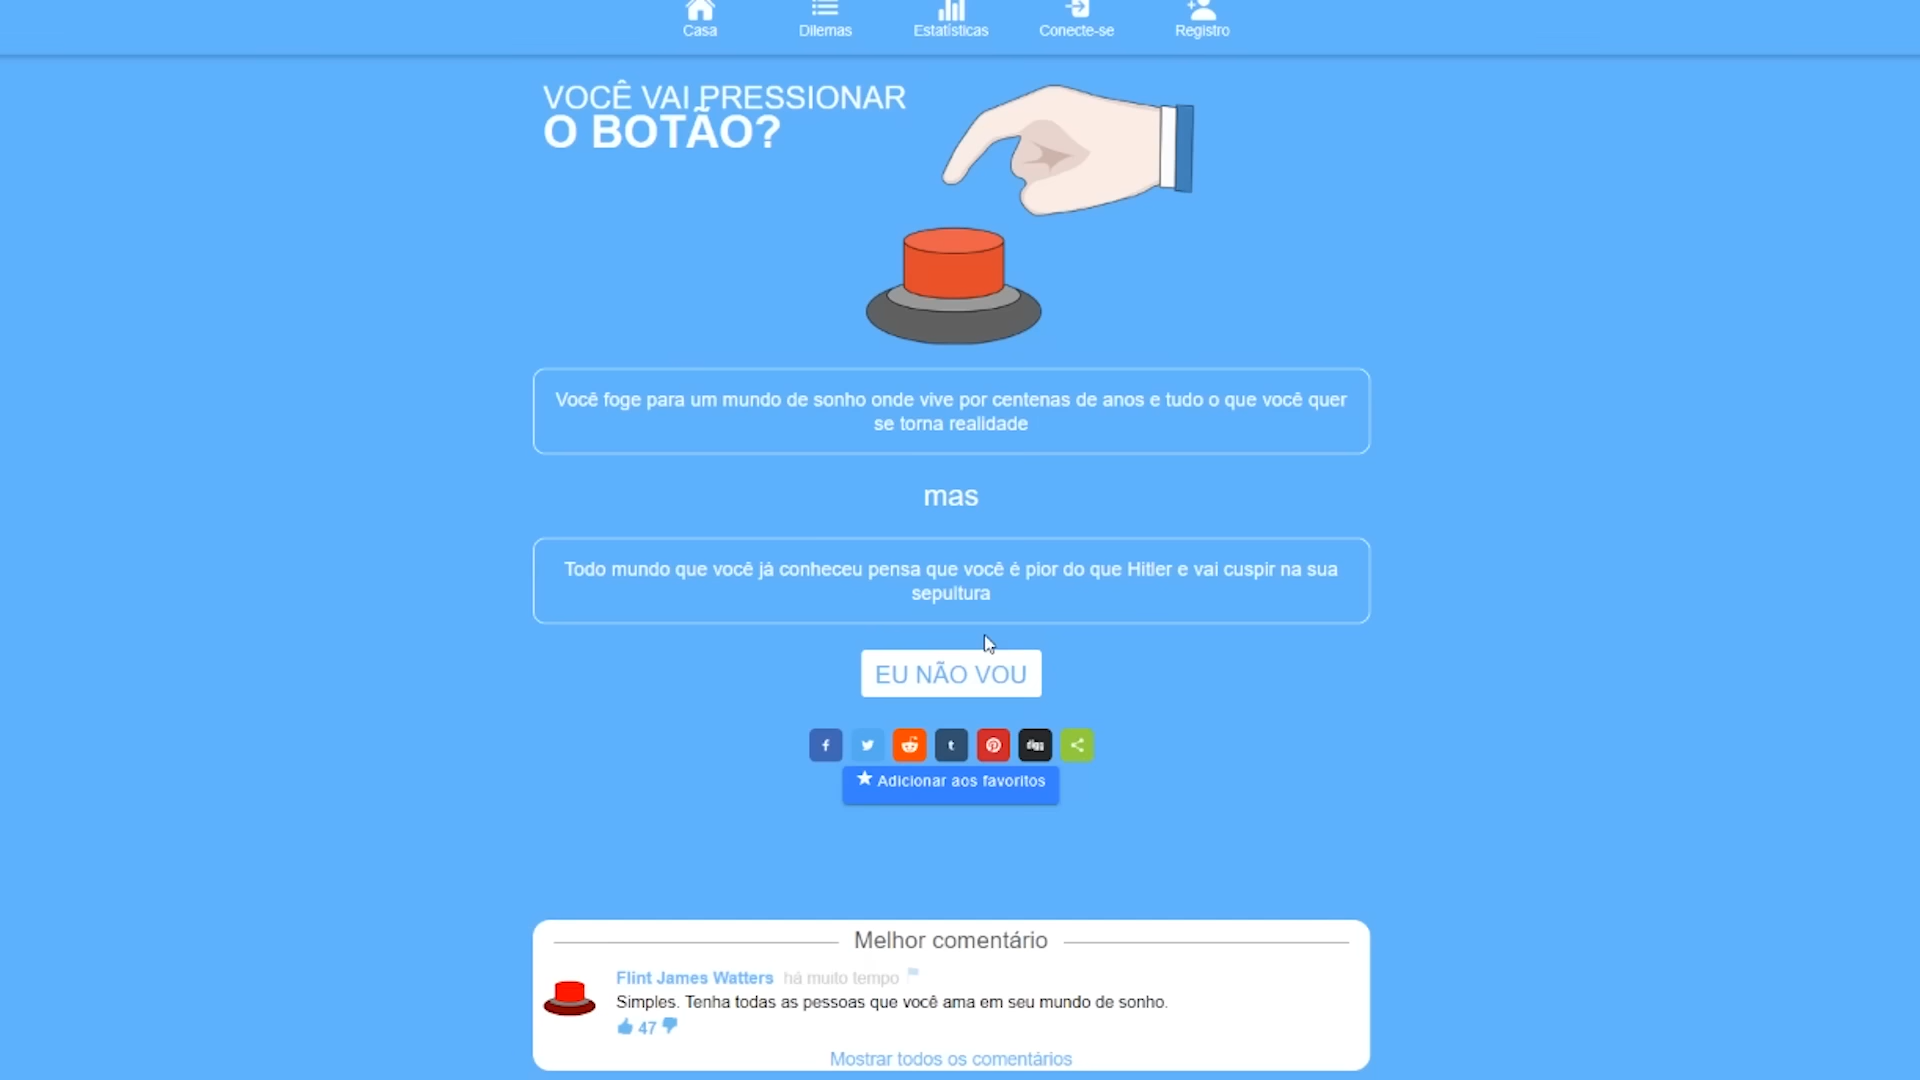 Casa
Dilemas
Estatísticas
Conecte-se
Registro
VOCÊ VAI PRESSIONAR
O BOTÃO?
Você foge para um mundo de sonho onde vive por centenas de anos e tudo o que você quer
se torna realidade
mas
Todo mundo que você já conheceu pensa que você é pior do que Hitler e vai cuspir na sua
sepultura
EU NÃO VOU
digg
Adicionar aos favoritos
Melhor comentário
Flint James Watters há muito tempo
Simples. Tenha todas as pessoas que você ama em seu mundo de sonho.
47
Mostrar todos os comentários